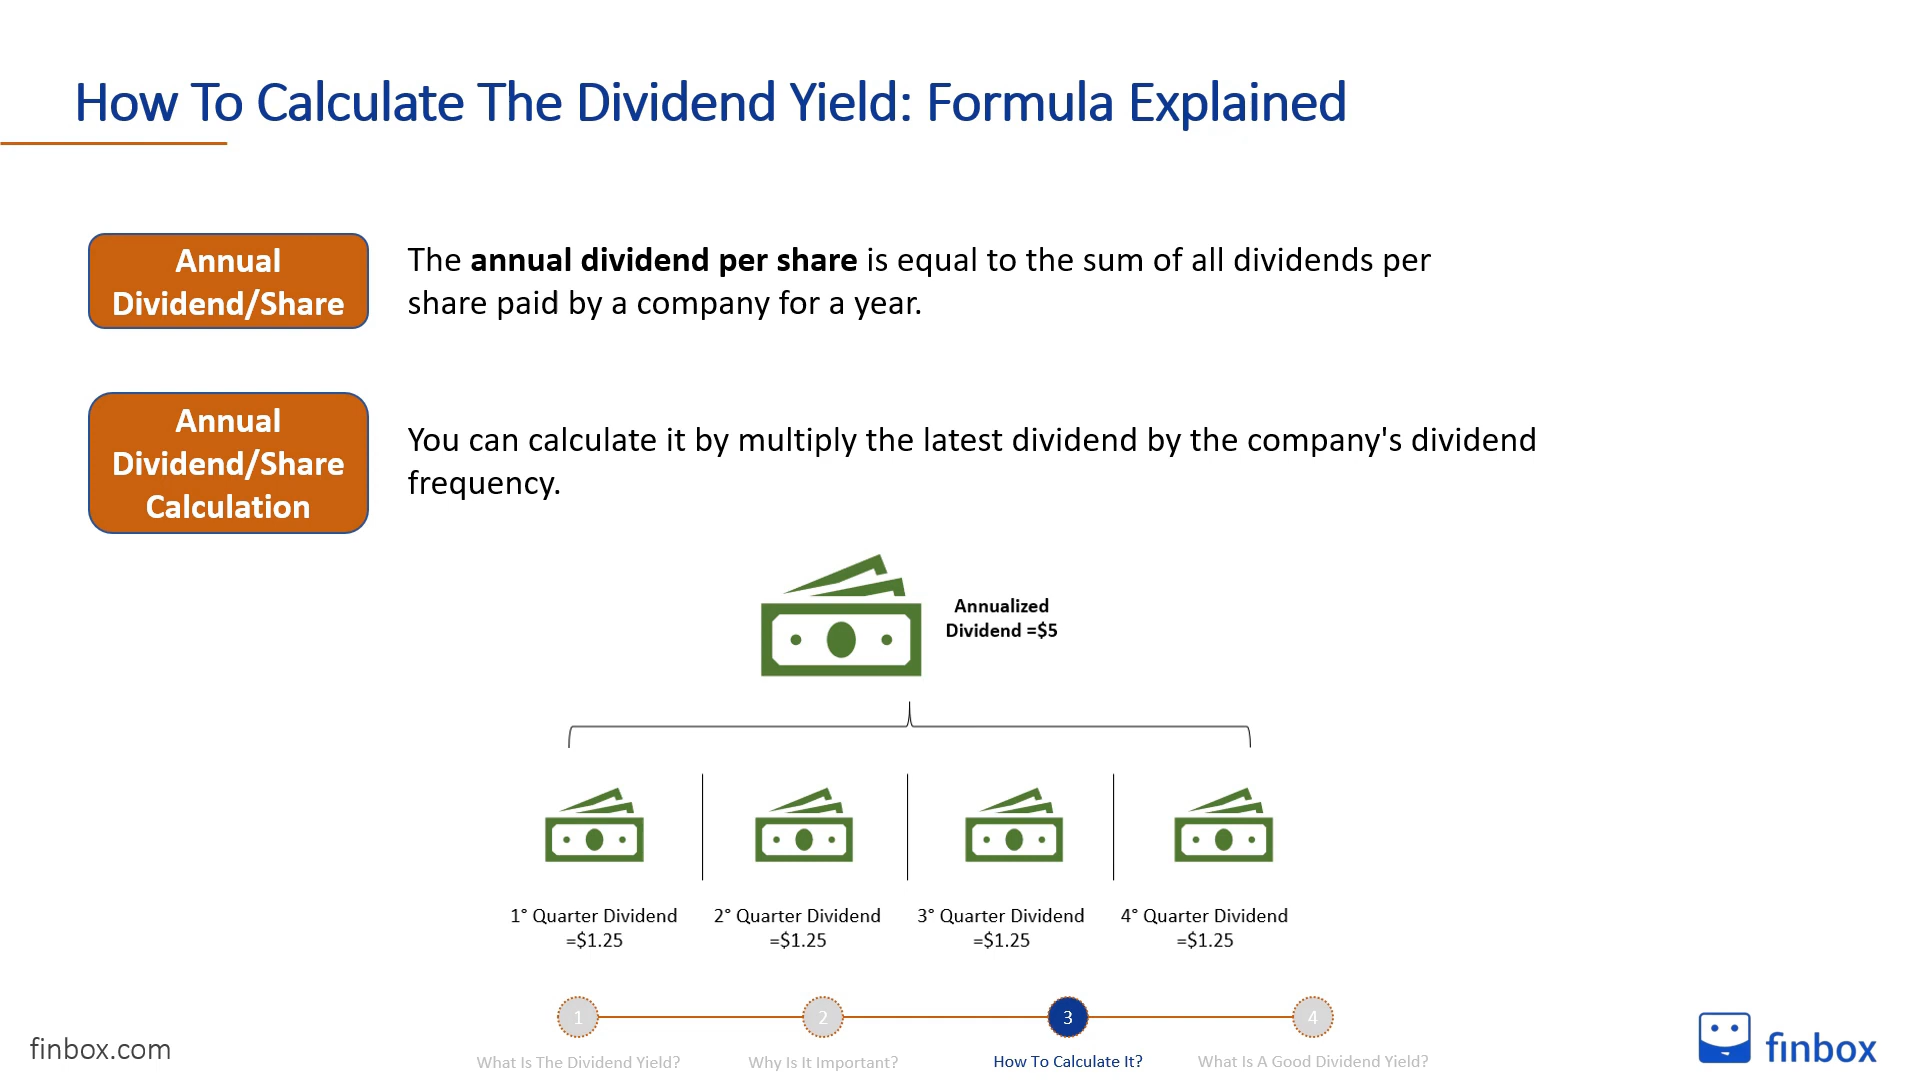 How To Calculate The Dividend Yield: Formula Explained
Annual
Dividend/Share
The annual dividend per share is equal to the sum of all dividends per
share paid by a company for a year.
Annual
Dividend/Share
Calculation
You can calculate it by multiply the latest dividend by the company's dividend
frequency.
Annualized
Dividend =$5
1° Quarter Dividend
=$1.25
2° Quarter Dividend
=$1.25
3° Quarter Dividend
=$1.25
4° Quarter Dividend
=$1.25
1
2
3
4
What Is The Dividend Yield?
Why Is It Important?
How To Calculate It?
What Is A Good Dividend Yield?
finbox.com
finbox